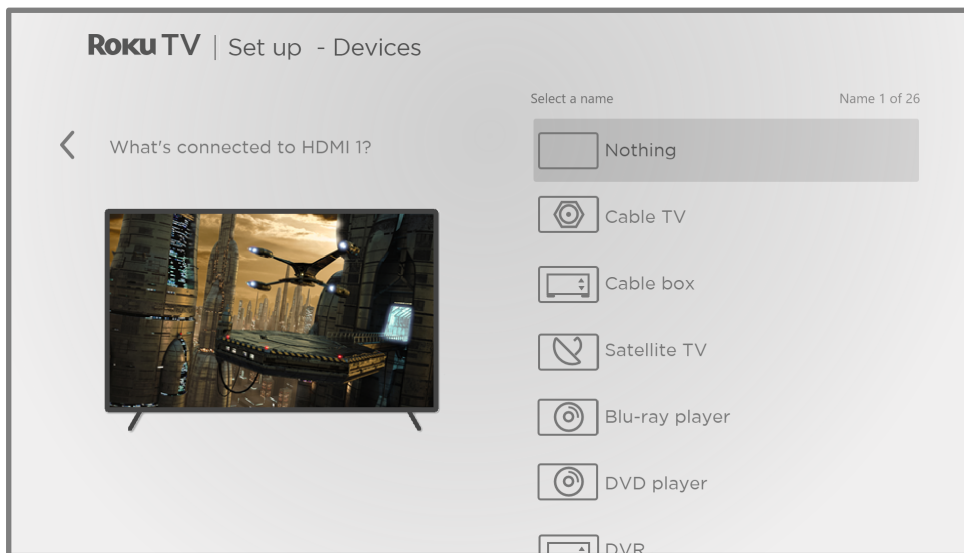 Roku TV | Set up - Devices
Select a name
Name 1 of 26
What's connected to HDMI 1?
Nothing
Cable TV
Cable box
Satellite TV
Blu-ray player
DVD player
DVR